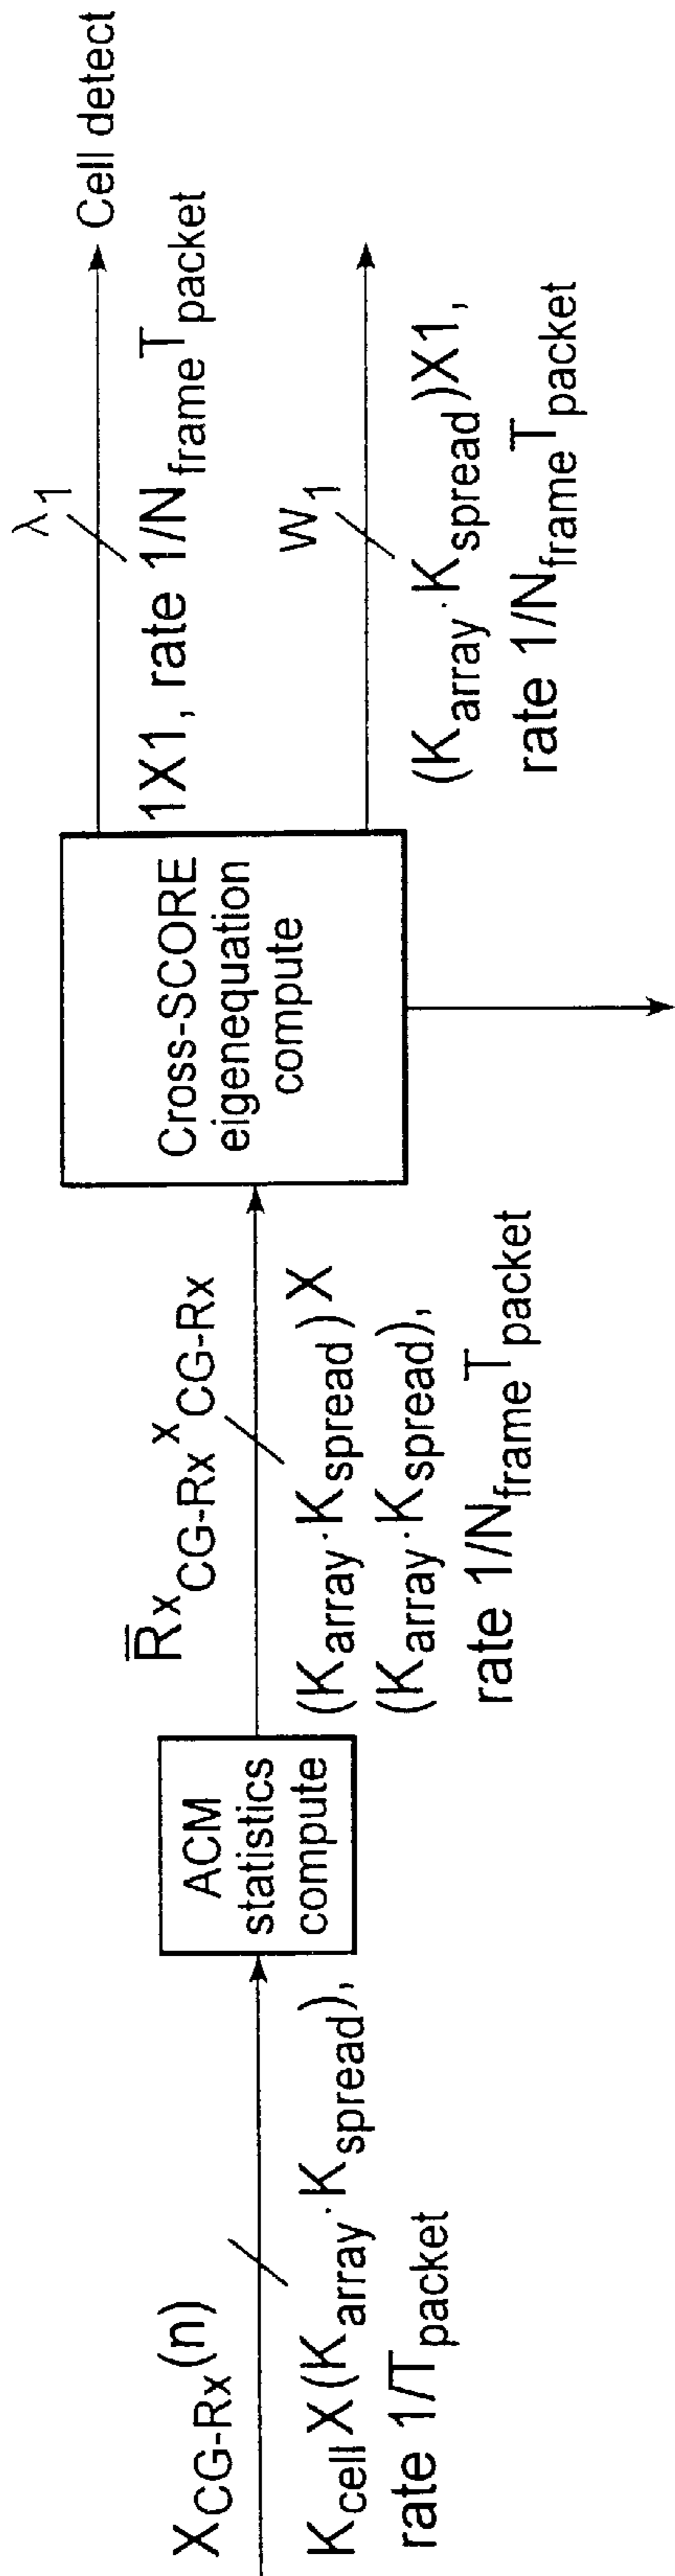 X_CG-Rx(n)
K_cell X (K_array · K_spread),
rate 1/T_packet
ACM
statistics
compute
R̅x_CG-Rx x_CG-Rx
(K_array · K_spread) X
(K_array · K_spread),
rate 1/N_frame T_packet
Cross-SCORE
eigenequation
compute
λ₁
Cell detect
1X1, rate 1/N_frame T_packet
W₁
(K_array · K_spread) X1,
rate 1/N_frame T_packet